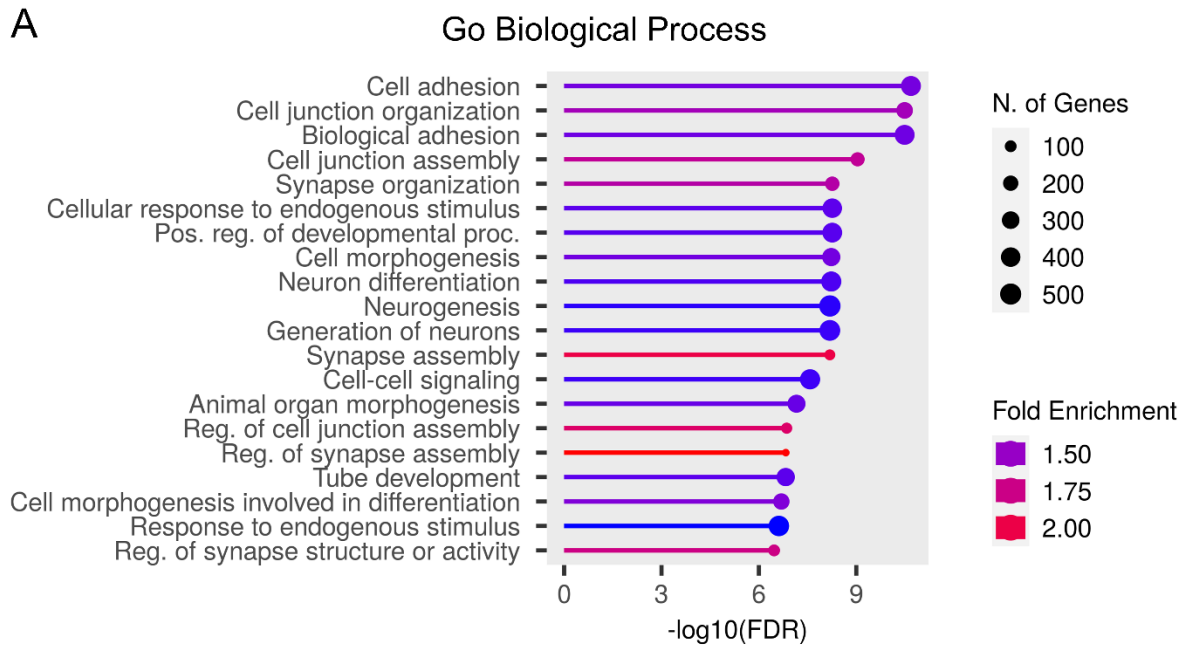 A
Go Biological Process
Cell adhesion
Cell junction organization
Biological adhesion
Cell junction assembly
Synapse organization
Cellular response to endogenous stimulus
Pos. reg. of developmental proc.
Cell morphogenesis
Neuron differentiation
Neurogenesis
Generation of neurons
Synapse assembly
Cell-cell signaling
Animal organ morphogenesis
Reg. of cell junction assembly
Reg. of synapse assembly
Tube development
Cell morphogenesis involved in differentiation
Response to endogenous stimulus
Reg. of synapse structure or activity
0 3 6 9
-log10(FDR)
N. of Genes
100
200
300
400
500
Fold Enrichment
1.50
1.75
2.00